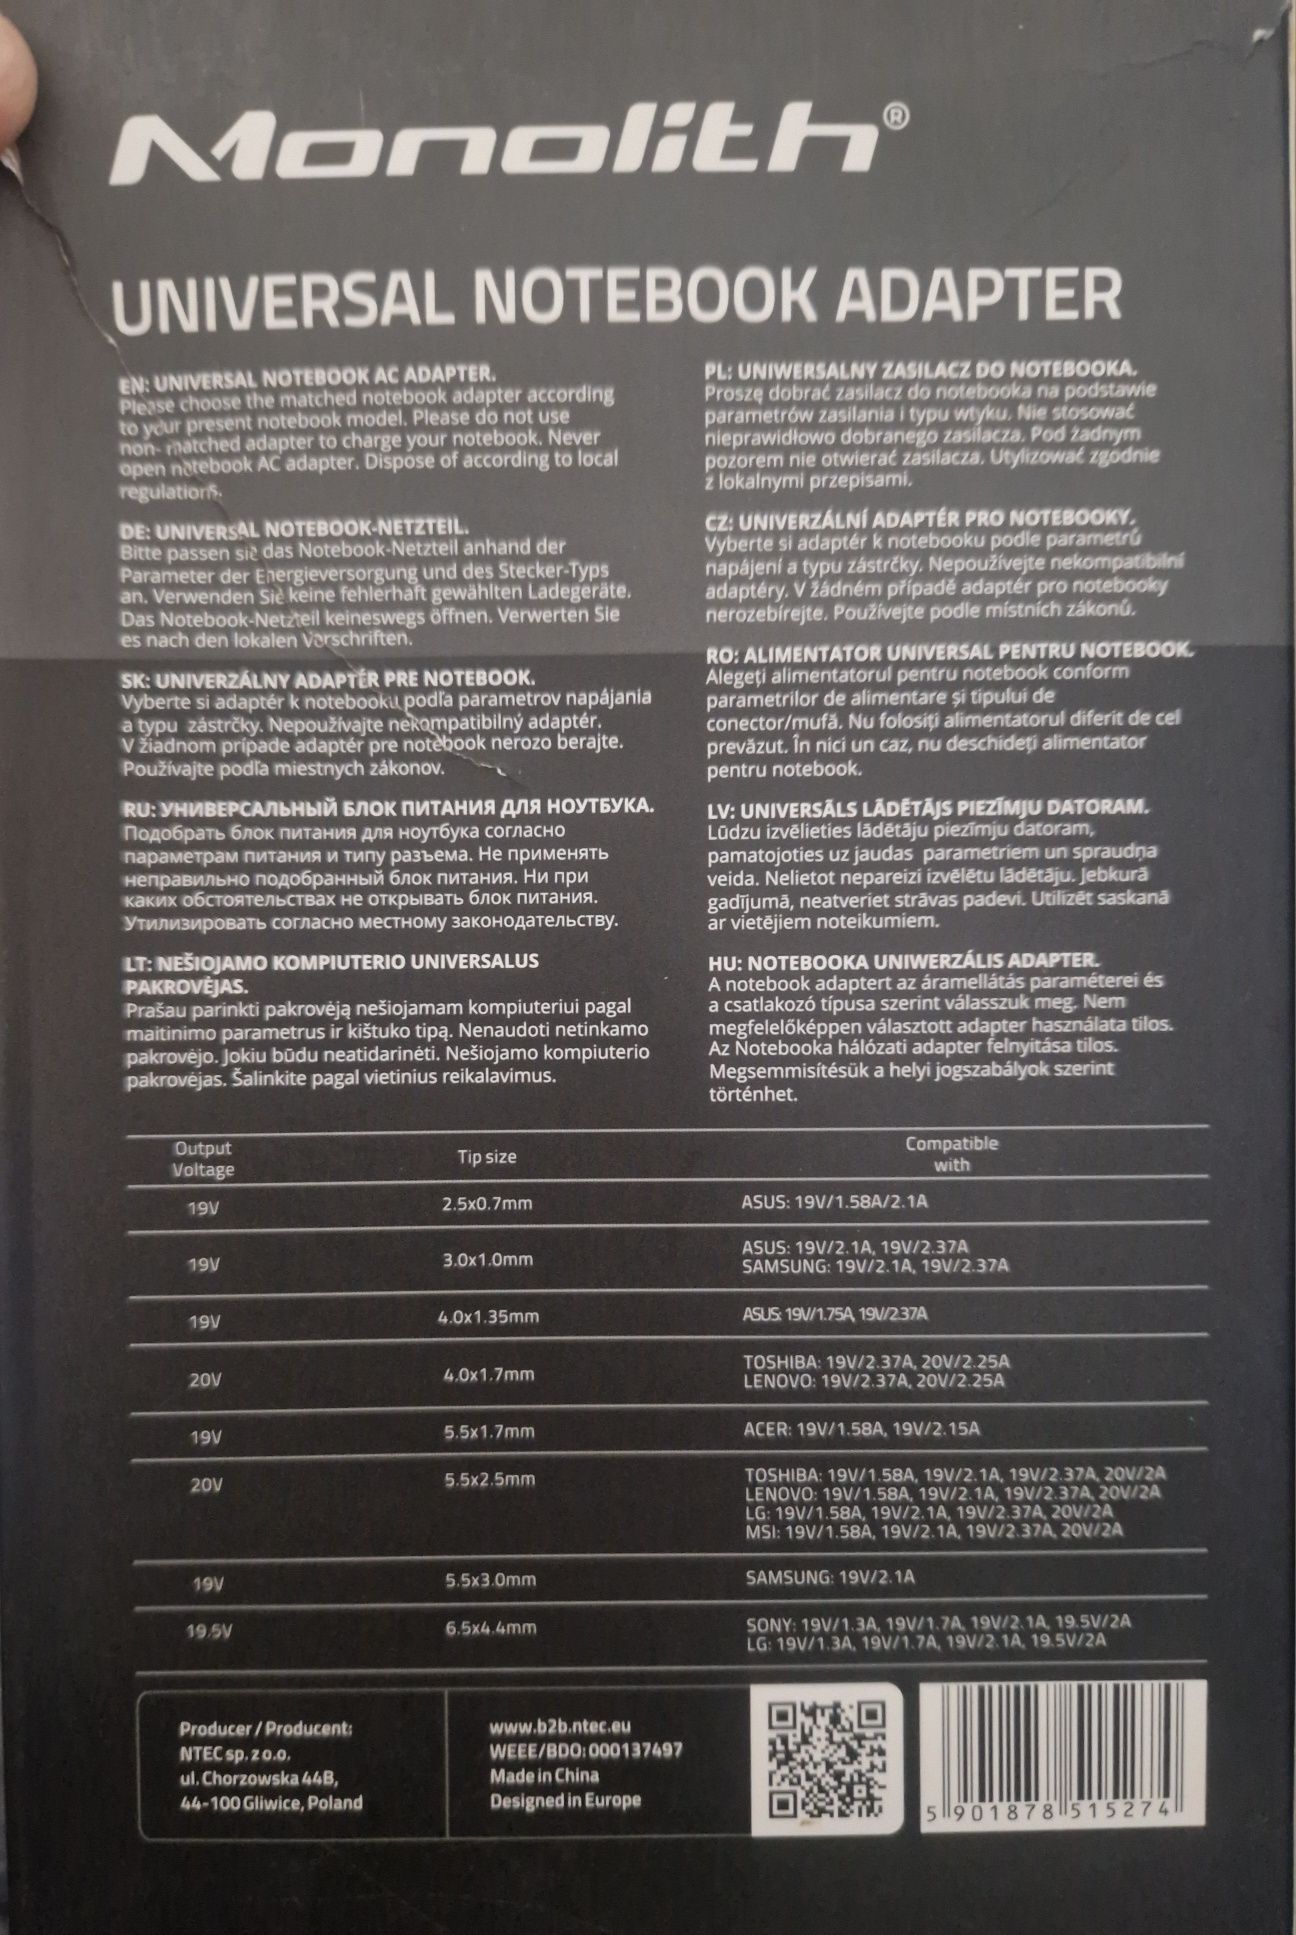 Monolith®
UNIVERSAL NOTEBOOK ADAPTER
EN: UNIVERSAL NOTEBOOK AC ADAPTER.
Please choose the matched notebook adapter according
to your present notebook model. Please do not use
non- matched adapter to charge your notebook. Never
open notebook AC adapter. Dispose of according to local
regulations.
DE: UNIVERSAL NOTEBOOK-NETZTEIL.
Bitte passen sie das Notebook-Netzteil anhand der
Parameter der Energieversorgung und des Stecker-Typs
an. Verwenden Sie keine fehlerhaft gewählten Ladegeräte.
Das Notebook-Netzteil keineswegs öffnen. Verwerten Sie
es nach den lokalen Vorschriften.
SK: UNIVERZÁLNY ADAPTÉR PRE NOTEBOOK.
Vyberte si adaptér k notebooku podľa parametrov napájania
a typu zástrčky. Nepoužívajte nekompatibilný adaptér.
V žiadnom prípade adaptér pre notebook nerozo berajte.
Používajte podľa miestnych zákonov.
RU: УНИВЕРСАЛЬНЫЙ БЛОК ПИТАНИЯ ДЛЯ НОУТБУКА.
Подобрать блок питания для ноутбука согласно
параметрам питания и типу разъема. Не применять
неправильно подобранный блок питания. Ни при
каких обстоятельствах не открывать блок питания.
Утилизировать согласно местному законодательству.
LT: NEŠIOJAMO KOMPIUTERIO UNIVERSALUS
PAKROVĖJAS.
Prašau parinkti pakrovėją nešiojamam kompiuteriui pagal
maitinimo parametrus ir kištuko tipą. Nenaudoti netinkamo
pakrovėjo. Jokiu būdu neatidarinėti. Nešiojamo kompiuterio
pakrovėjas. Šalinkite pagal vietinius reikalavimus.
PL: UNIWERSALNY ZASILACZ DO NOTEBOOKA.
Proszę dobrać zasilacz do notebooka na podstawie
parametrów zasilania i typu wtyku. Nie stosować
nieprawidłowo dobranego zasilacza. Pod żadnym
pozorem nie otwierać zasilacza. Utylizować zgodnie
z lokalnymi przepisami.
CZ: UNIVERZÁLNÍ ADAPTÉR PRO NOTEBOOKY.
Vyberte si adaptér k notebooku podle parametrů
napájení a typu zástrčky. Nepoužívejte nekompatibilní
adaptéry. V žádném případě adaptér pro notebooky
nerozebírejte. Používejte podle místních zákonů.
RO: ALIMENTATOR UNIVERSAL PENTRU NOTEBOOK.
Alegeți alimentatorul pentru notebook conform
parametrilor de alimentare și tipului de
conector/mufă. Nu folosiți alimentatorul diferit de cel
prevăzut. În nici un caz, nu deschideți alimentator
pentru notebook.
LV: UNIVERSĀLS LĀDĒTĀJS PIEZĪMJU DATORAM.
Lūdzu izvēlieties lādētāju piezīmju datoram,
pamatojoties uz jaudas parametriem un spraudņa
veida. Nelietot nepareizi izvēlētu lādētāju. Jebkurā
gadījumā, neatveriet strāvas padevi. Utilizēt saskaņā
ar vietējiem noteikumiem.
HU: NOTEBOOKA UNIWERZÁLIS ADAPTER.
A notebook adaptert az áramellátás paraméterei és
a csatlakozó típusa szerint válasszuk meg. Nem
megfelelőképpen választott adapter használata tilos.
Az Notebooka hálózati adapter felnyitása tilos.
Megsemmisítésük a helyi jogszabályok szerint
történhet.
Output Voltage Tip size Compatible with
19V 2.5x0.7mm ASUS: 19V/1.58A/2.1A
19V 3.0x1.0mm ASUS: 19V/2.1A, 19V/2.37A
SAMSUNG: 19V/2.1A, 19V/2.37A
19V 4.0x1.35mm ASUS: 19V/1.75A, 19V/2.37A
20V 4.0x1.7mm TOSHIBA: 19V/2.37A, 20V/2.25A
LENOVO: 19V/2.37A, 20V/2.25A
19V 5.5x1.7mm ACER: 19V/1.58A, 19V/2.15A
20V 5.5x2.5mm TOSHIBA: 19V/1.58A, 19V/2.1A, 19V/2.37A, 20V/2A
LENOVO: 19V/1.58A, 19V/2.1A, 19V/2.37A, 20V/2A
LG: 19V/1.58A, 19V/2.1A, 19V/2.37A, 20V/2A
MSI: 19V/1.58A, 19V/2.1A, 19V/2.37A, 20V/2A
19V 5.5x3.0mm SAMSUNG: 19V/2.1A
19.5V 6.5x4.4mm SONY: 19V/1.3A, 19V/1.7A, 19V/2.1A, 19.5V/2A
LG: 19V/1.3A, 19V/1.7A, 19V/2.1A, 19.5V/2A
Producer / Producent:
NTEC sp. z o.o.
ul. Chorzowska 44B,
44-100 Gliwice, Poland
www.b2b.ntec.eu
WEEE/BDO: 000137497
Made in China
Designed in Europe
5 901878 515274